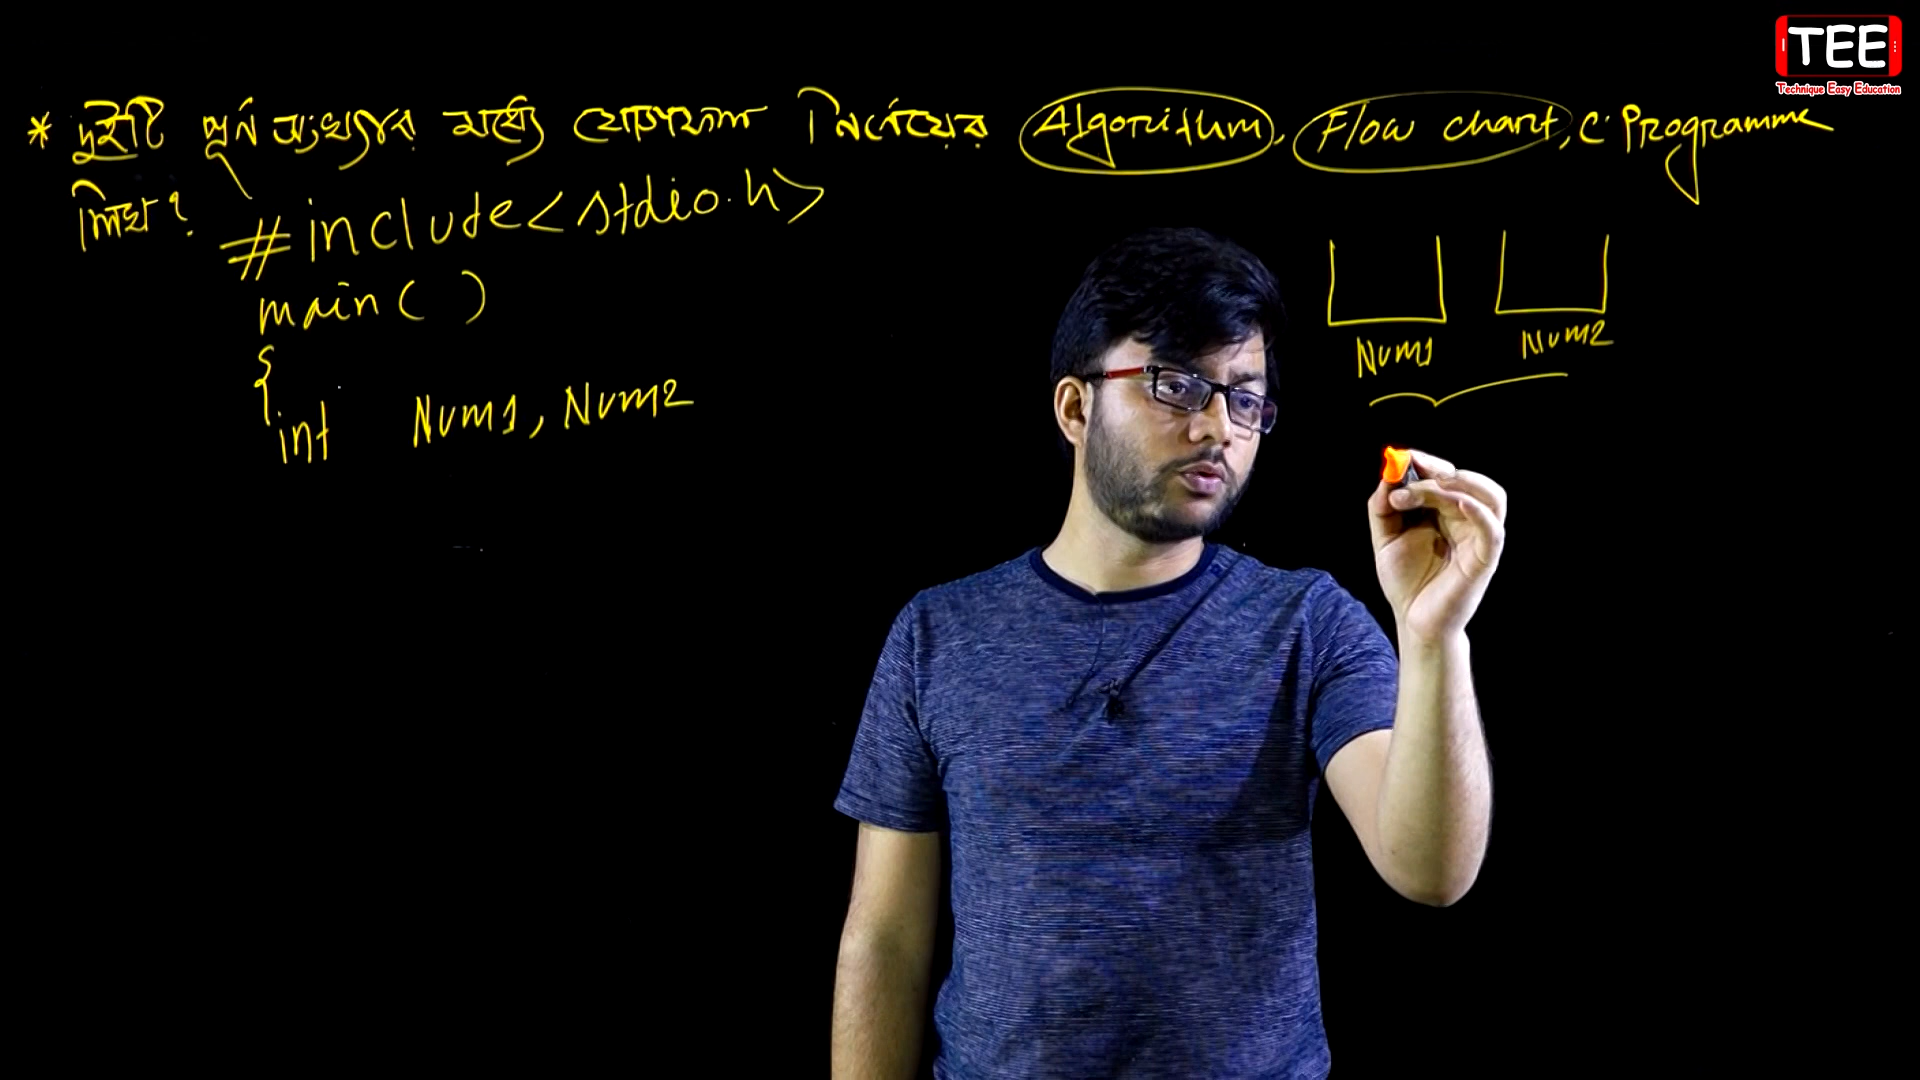 TEE
Technique Easy Education
* দুইটি পূর্ন সংখ্যার মধ্যে যোগফল নির্ণয়ের Algorithm, Flow chart, C Programme
লিখ?
#include<stdio.h>
main( )
{
int Num1, Num2
Num1 Num2